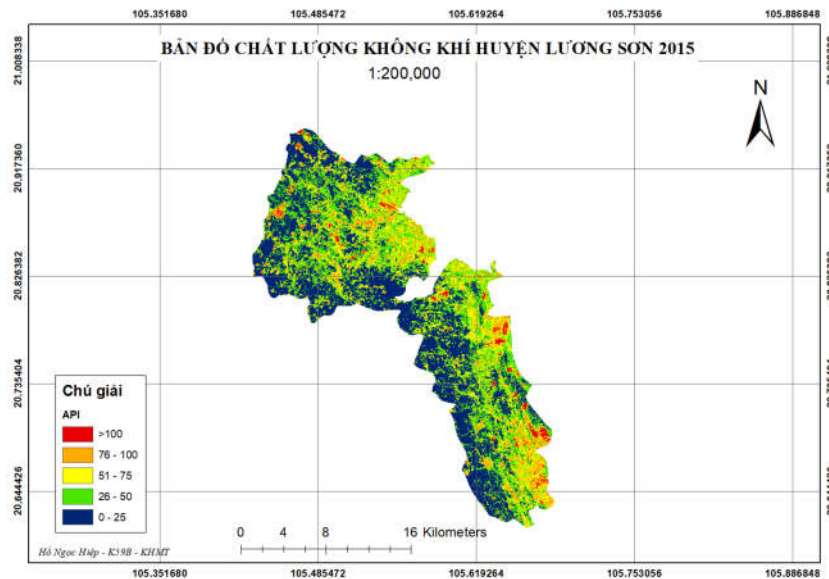 105.351680 105.485472 105.619264 105.753056 105.886848
BẢN ĐỒ CHẤT LƯỢNG KHÔNG KHÍ HUYỆN LƯƠNG SƠN 2015
1:200,000
N
21.008338
20.917360
20.826382
20.735404
20.644426
Chú giải
API
>100
76 - 100
51 - 75
26 - 50
0 - 25
0 4 8 16 Kilometers
Hồ Ngọc Hiệp - K59B - KHMT
105.351680 105.485472 105.619264 105.753056 105.886848